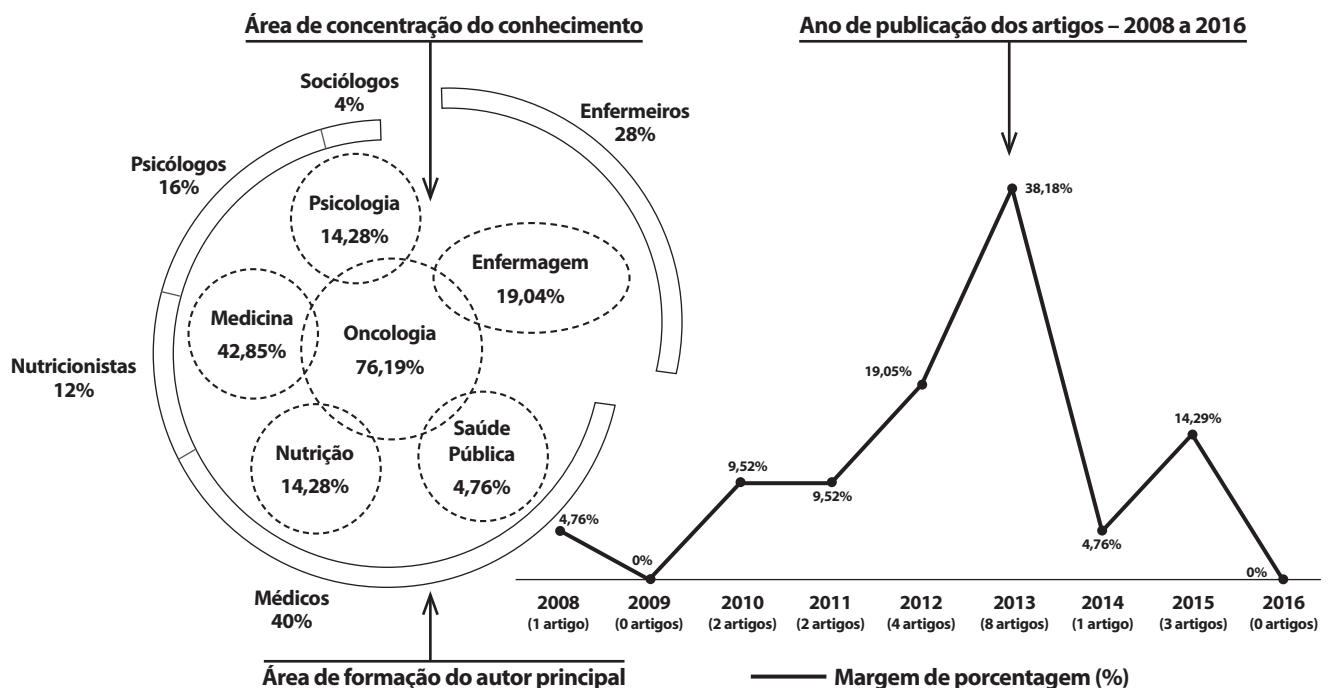 Área de concentração do conhecimento
Sociólogos
4%
Enfermeiros
28%
Psicólogos
16%
Psicologia
14,28%
Enfermagem
19,04%
Medicina
42,85%
Oncologia
76,19%
Nutricionistas
12%
Nutrição
14,28%
Saúde
Pública
4,76%
Médicos
40%
Área de formação do autor principal
Ano de publicação dos artigos – 2008 a 2016
4,76%
0%
9,52%
9,52%
19,05%
38,18%
4,76%
14,29%
0%
2008 2009 2010 2011 2012 2013 2014 2015 2016
(1 artigo) (0 artigos) (2 artigos) (2 artigos) (4 artigos) (8 artigos) (1 artigo) (3 artigos) (0 artigos)
Margem de porcentagem (%)